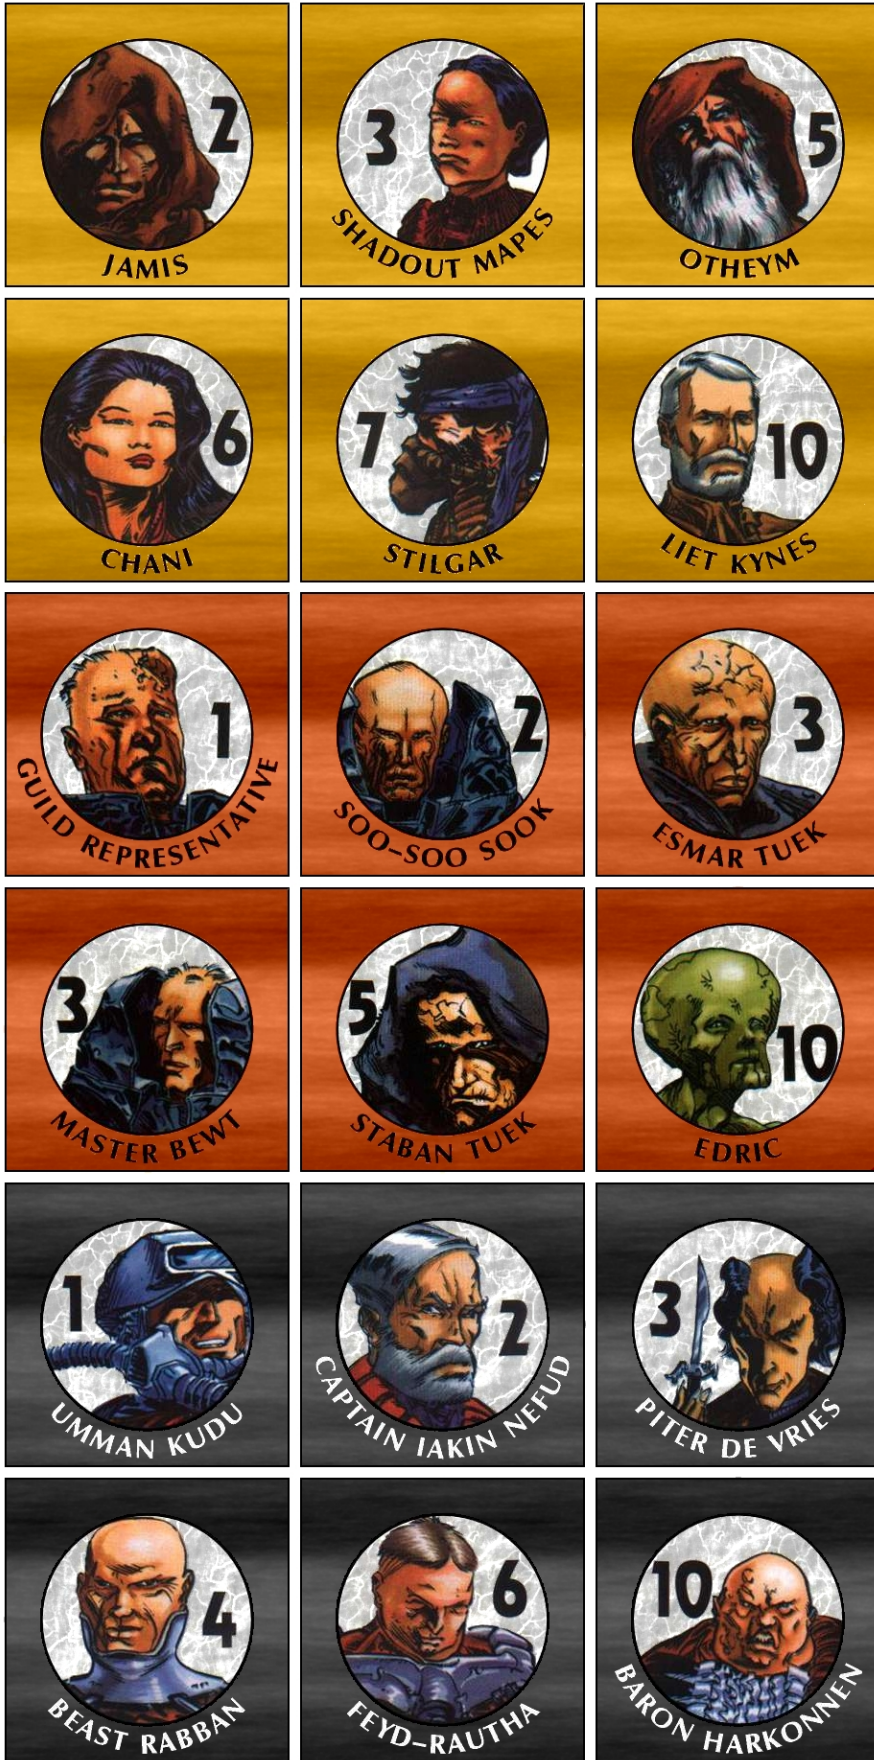 2
JAMIS
3
SHADOUT MAPES
5
OTHEYM
6
CHANI
7
STILGAR
10
LIET KYNES
1
GUILD REPRESENTATIVE
2
SOO-SOO SOOK
3
ESMAR TUEK
3
MASTER BEWT
5
STABAN TUEK
10
EDRIC
1
UMMAN KUDU
2
CAPTAIN IAKIN NEFUD
3
PITER DE VRIES
4
BEAST RABBAN
6
FEYD-RAUTHA
10
BARON HARKONNEN